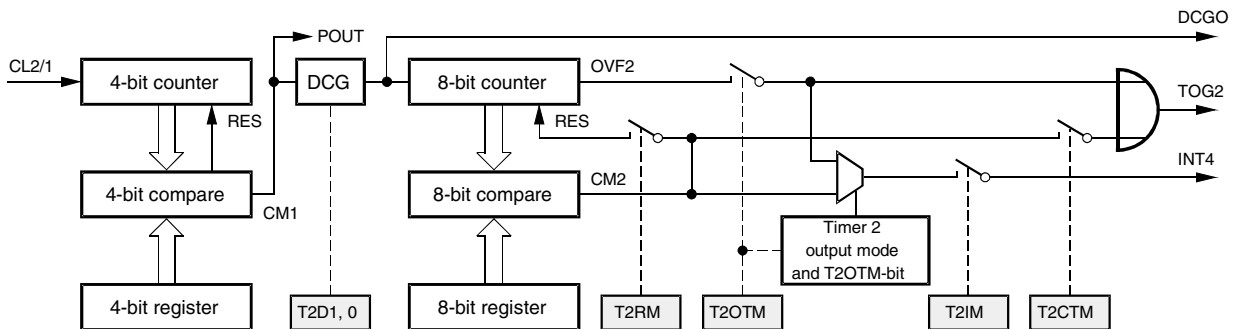 DCGO
POUT
CL2/1
4-bit counter
DCG
8-bit counter
OVF2
TOG2
RES
RES
INT4
4-bit compare
CM1
8-bit compare
CM2
Timer 2
output mode
and T2OTM-bit
4-bit register
T2D1, 0
8-bit register
T2RM
T2OTM
T2IM
T2CTM